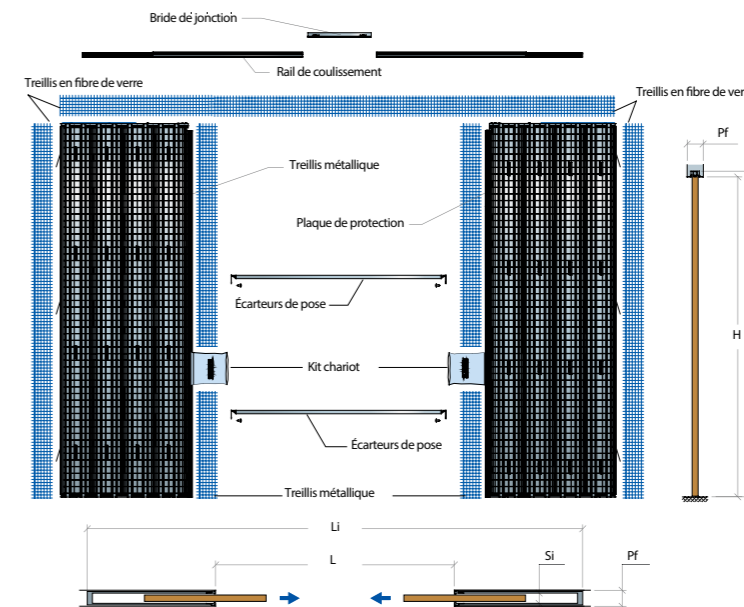 Bride de jonction
Rail de coulissement
Treillis en fibre de verre
Treillis en fibre de ver
Pf
Treillis métallique
Plaque de protection
Écarteurs de pose
H
Kit chariot
Écarteurs de pose
Treillis métallique
Li
L
Si
Pf